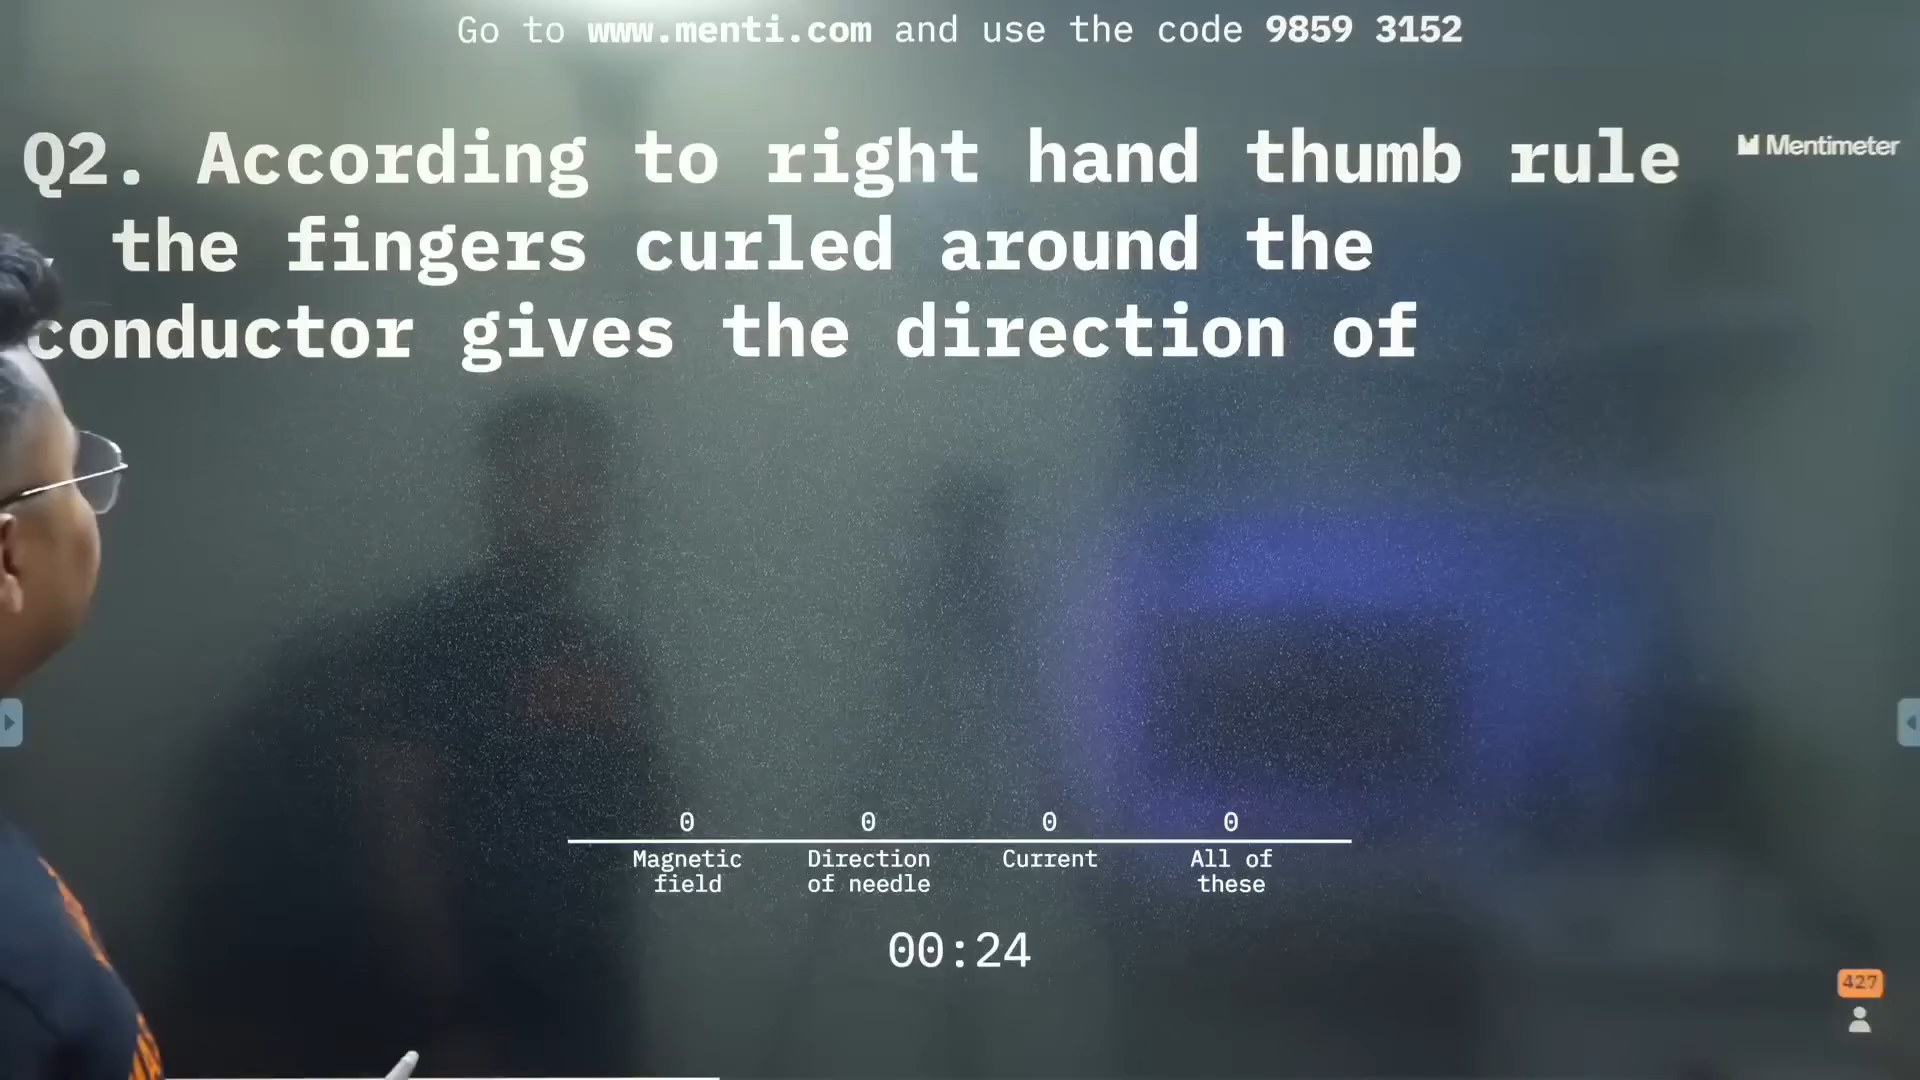 Go to www.menti.com and use the code 9859 3152
Mentimeter
Q2. According to right hand thumb rule
, the fingers curled around the
conductor gives the direction of
0 0 0 0
Magnetic field
Direction of needle
Current
All of these
00:24
427